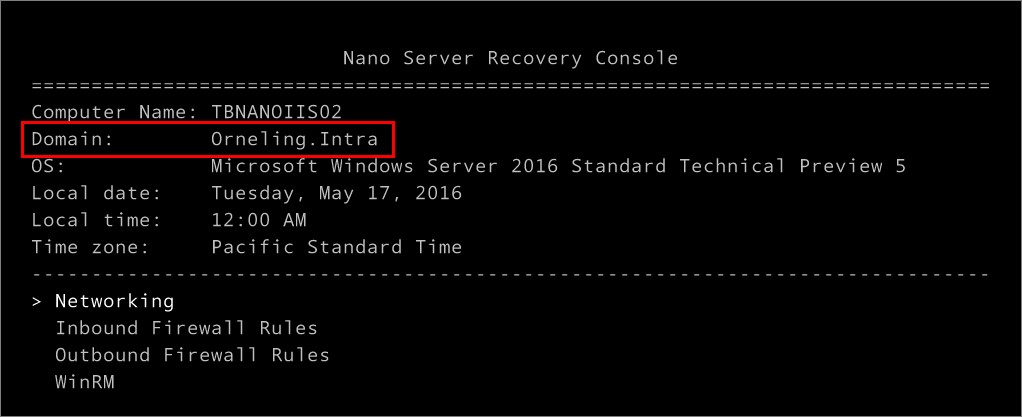 Nano Server Recovery Console
================================================================================
Computer Name: TBNANOIIS02
Domain:        Orneling.Intra
OS:            Microsoft Windows Server 2016 Standard Technical Preview 5
Local date:    Tuesday, May 17, 2016
Local time:    12:00 AM
Time zone:     Pacific Standard Time
--------------------------------------------------------------------------------
> Networking
Inbound Firewall Rules
Outbound Firewall Rules
WinRM